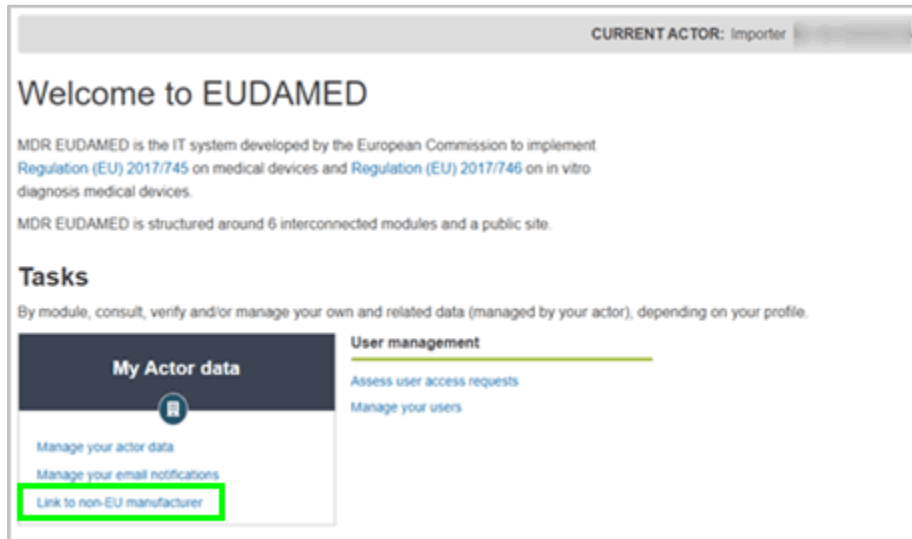 CURRENT ACTOR: Importer
Welcome to EUDAMED
MDR EUDAMED is the IT system developed by the European Commission to implement
Regulation (EU) 2017/745 on medical devices and Regulation (EU) 2017/746 on in vitro
diagnosis medical devices.
MDR EUDAMED is structured around 6 interconnected modules and a public site.
Tasks
By module, consult, verify and/or manage your own and related data (managed by your actor), depending on your profile.
My Actor data
Manage your actor data
Manage your email notifications
Link to non-EU manufacturer
User management
Assess user access requests
Manage your users